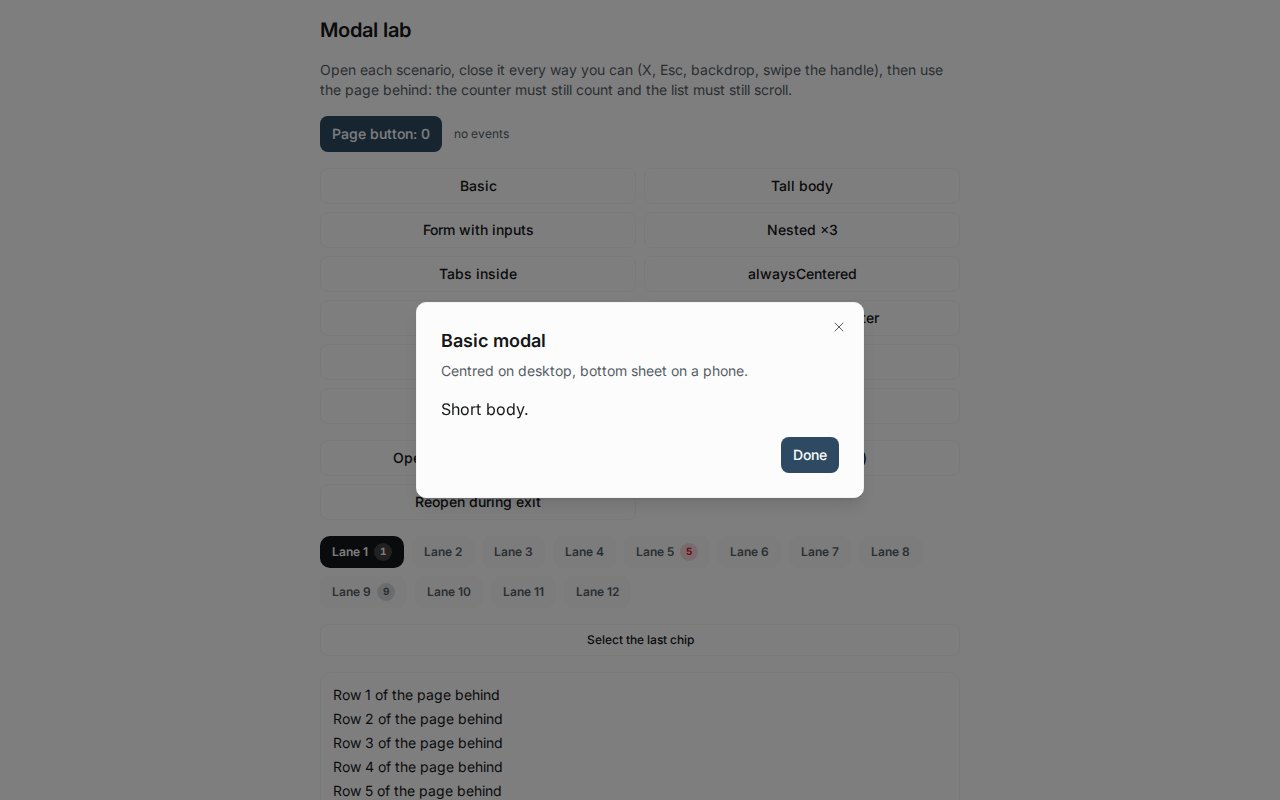 Modal lab
Open each scenario, close it every way you can (X, Esc, backdrop, swipe the handle), then use
the page behind: the counter must still count and the list must still scroll.
Page button: 0 no events
Basic Tall body
Form with inputs Nested ×3
Tabs inside alwaysCentered
Basic modal
Centred on desktop, bottom sheet on a phone.
Short body.
Done
Reopen during exit
Lane 1 1 Lane 2 Lane 3 Lane 4 Lane 5 5 Lane 6 Lane 7 Lane 8
Lane 9 9 Lane 10 Lane 11 Lane 12
Select the last chip
Row 1 of the page behind
Row 2 of the page behind
Row 3 of the page behind
Row 4 of the page behind
Row 5 of the page behind